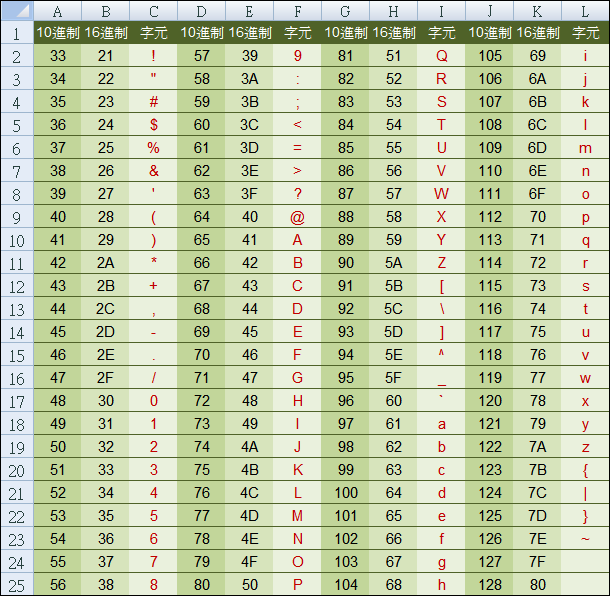 A B C D E F G H I J K L
1 10進制 16進制 字元 10進制 16進制 字元 10進制 16進制 字元 10進制 16進制 字元
2 33 21 ! 57 39 9 81 51 Q 105 69 i
3 34 22 " 58 3A : 82 52 R 106 6A j
4 35 23 # 59 3B ; 83 53 S 107 6B k
5 36 24 $ 60 3C < 84 54 T 108 6C l
6 37 25 % 61 3D = 85 55 U 109 6D m
7 38 26 & 62 3E > 86 56 V 110 6E n
8 39 27 ' 63 3F ? 87 57 W 111 6F o
9 40 28 ( 64 40 @ 88 58 X 112 70 p
10 41 29 ) 65 41 A 89 59 Y 113 71 q
11 42 2A * 66 42 B 90 5A Z 114 72 r
12 43 2B + 67 43 C 91 5B [ 115 73 s
13 44 2C , 68 44 D 92 5C \ 116 74 t
14 45 2D - 69 45 E 93 5D ] 117 75 u
15 46 2E . 70 46 F 94 5E ^ 118 76 v
16 47 2F / 71 47 G 95 5F _ 119 77 w
17 48 30 0 72 48 H 96 60 ` 120 78 x
18 49 31 1 73 49 I 97 61 a 121 79 y
19 50 32 2 74 4A J 98 62 b 122 7A z
20 51 33 3 75 4B K 99 63 c 123 7B {
21 52 34 4 76 4C L 100 64 d 124 7C |
22 53 35 5 77 4D M 101 65 e 125 7D }
23 54 36 6 78 4E N 102 66 f 126 7E ~
24 55 37 7 79 4F O 103 67 g 127 7F
25 56 38 8 80 50 P 104 68 h 128 80